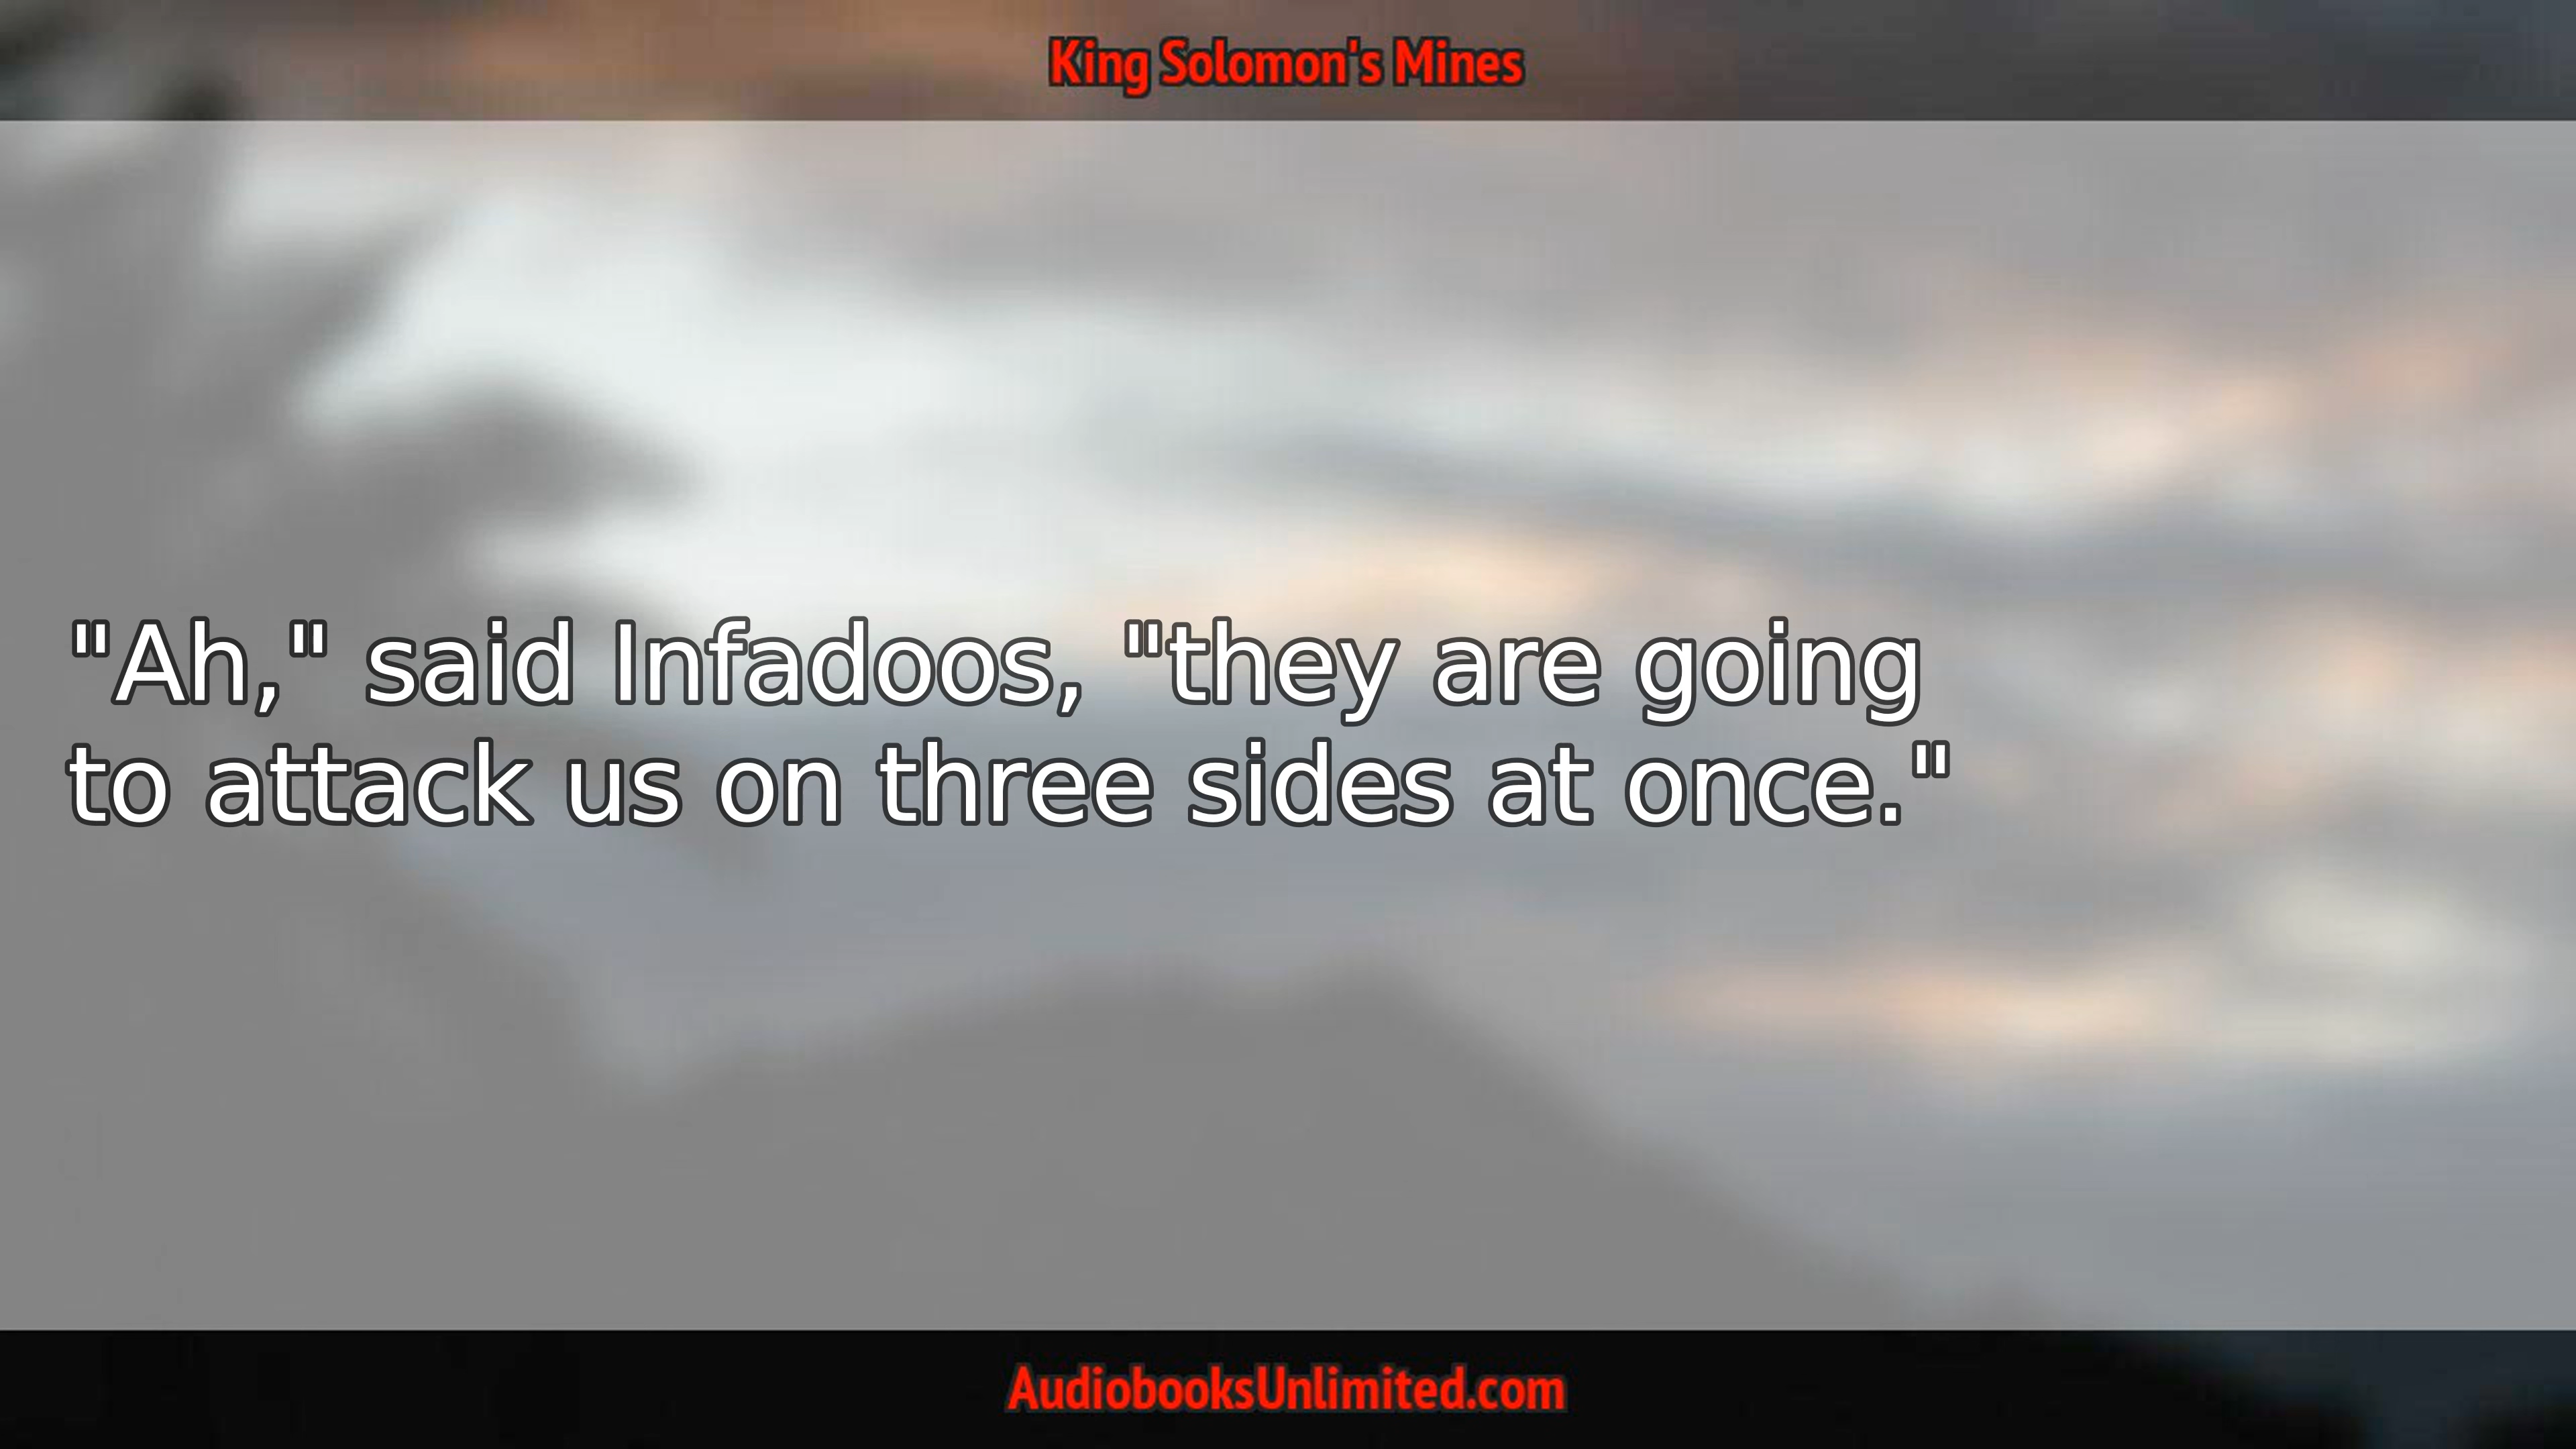 King Solomon's Mines
"Ah," said Infadoos, "they are going
to attack us on three sides at once."
AudiobooksUnlimited.com